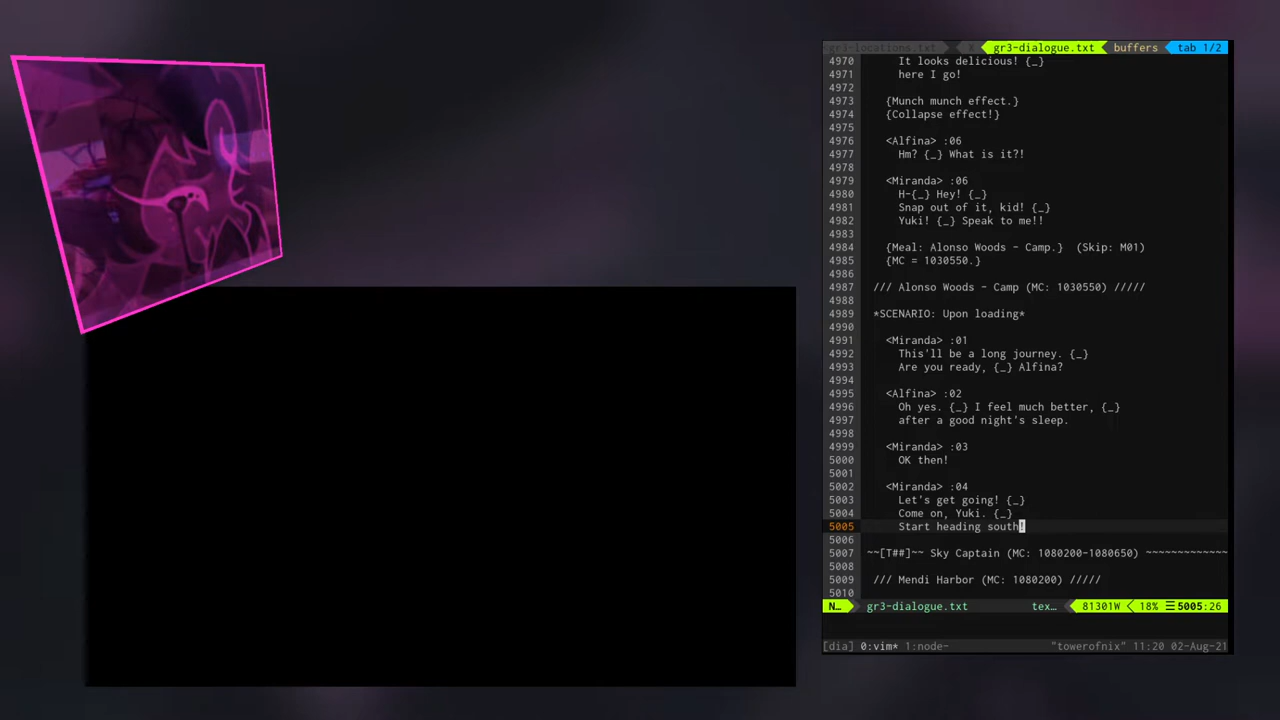 gr3-locations.txt X gr3-dialogue.txt buffers tab 1/2
4970 It looks delicious! {_}
4971 here I go!
4972
4973 {Munch munch effect.}
4974 {Collapse effect!}
4975
4976 <Alfina> :06
4977 Hm? {_} What is it?!
4978
4979 <Miranda> :06
4980 H-{_} Hey! {_}
4981 Snap out of it, kid! {_}
4982 Yuki! {_} Speak to me!!
4983
4984 {Meal: Alonso Woods - Camp.} (Skip: M01)
4985 {MC = 1030550.}
4986
4987 /// Alonso Woods - Camp (MC: 1030550) /////
4988
4989 *SCENARIO: Upon loading*
4990
4991 <Miranda> :01
4992 This'll be a long journey. {_}
4993 Are you ready, {_} Alfina?
4994
4995 <Alfina> :02
4996 Oh yes. {_} I feel much better, {_}
4997 after a good night's sleep.
4998
4999 <Miranda> :03
5000 OK then!
5001
5002 <Miranda> :04
5003 Let's get going! {_}
5004 Come on, Yuki. {_}
5005 Start heading south!
5006
5007 ~~[T##]~~ Sky Captain (MC: 1080200-1080650) ~~~~~~~~~~~~~
5008
5009 /// Mendi Harbor (MC: 1080200) /////
5010
N… gr3-dialogue.txt tex… 81301W 18% ☰5005:26
[dia] 0:vim* 1:node- "towerofnix" 11:20 02-Aug-21